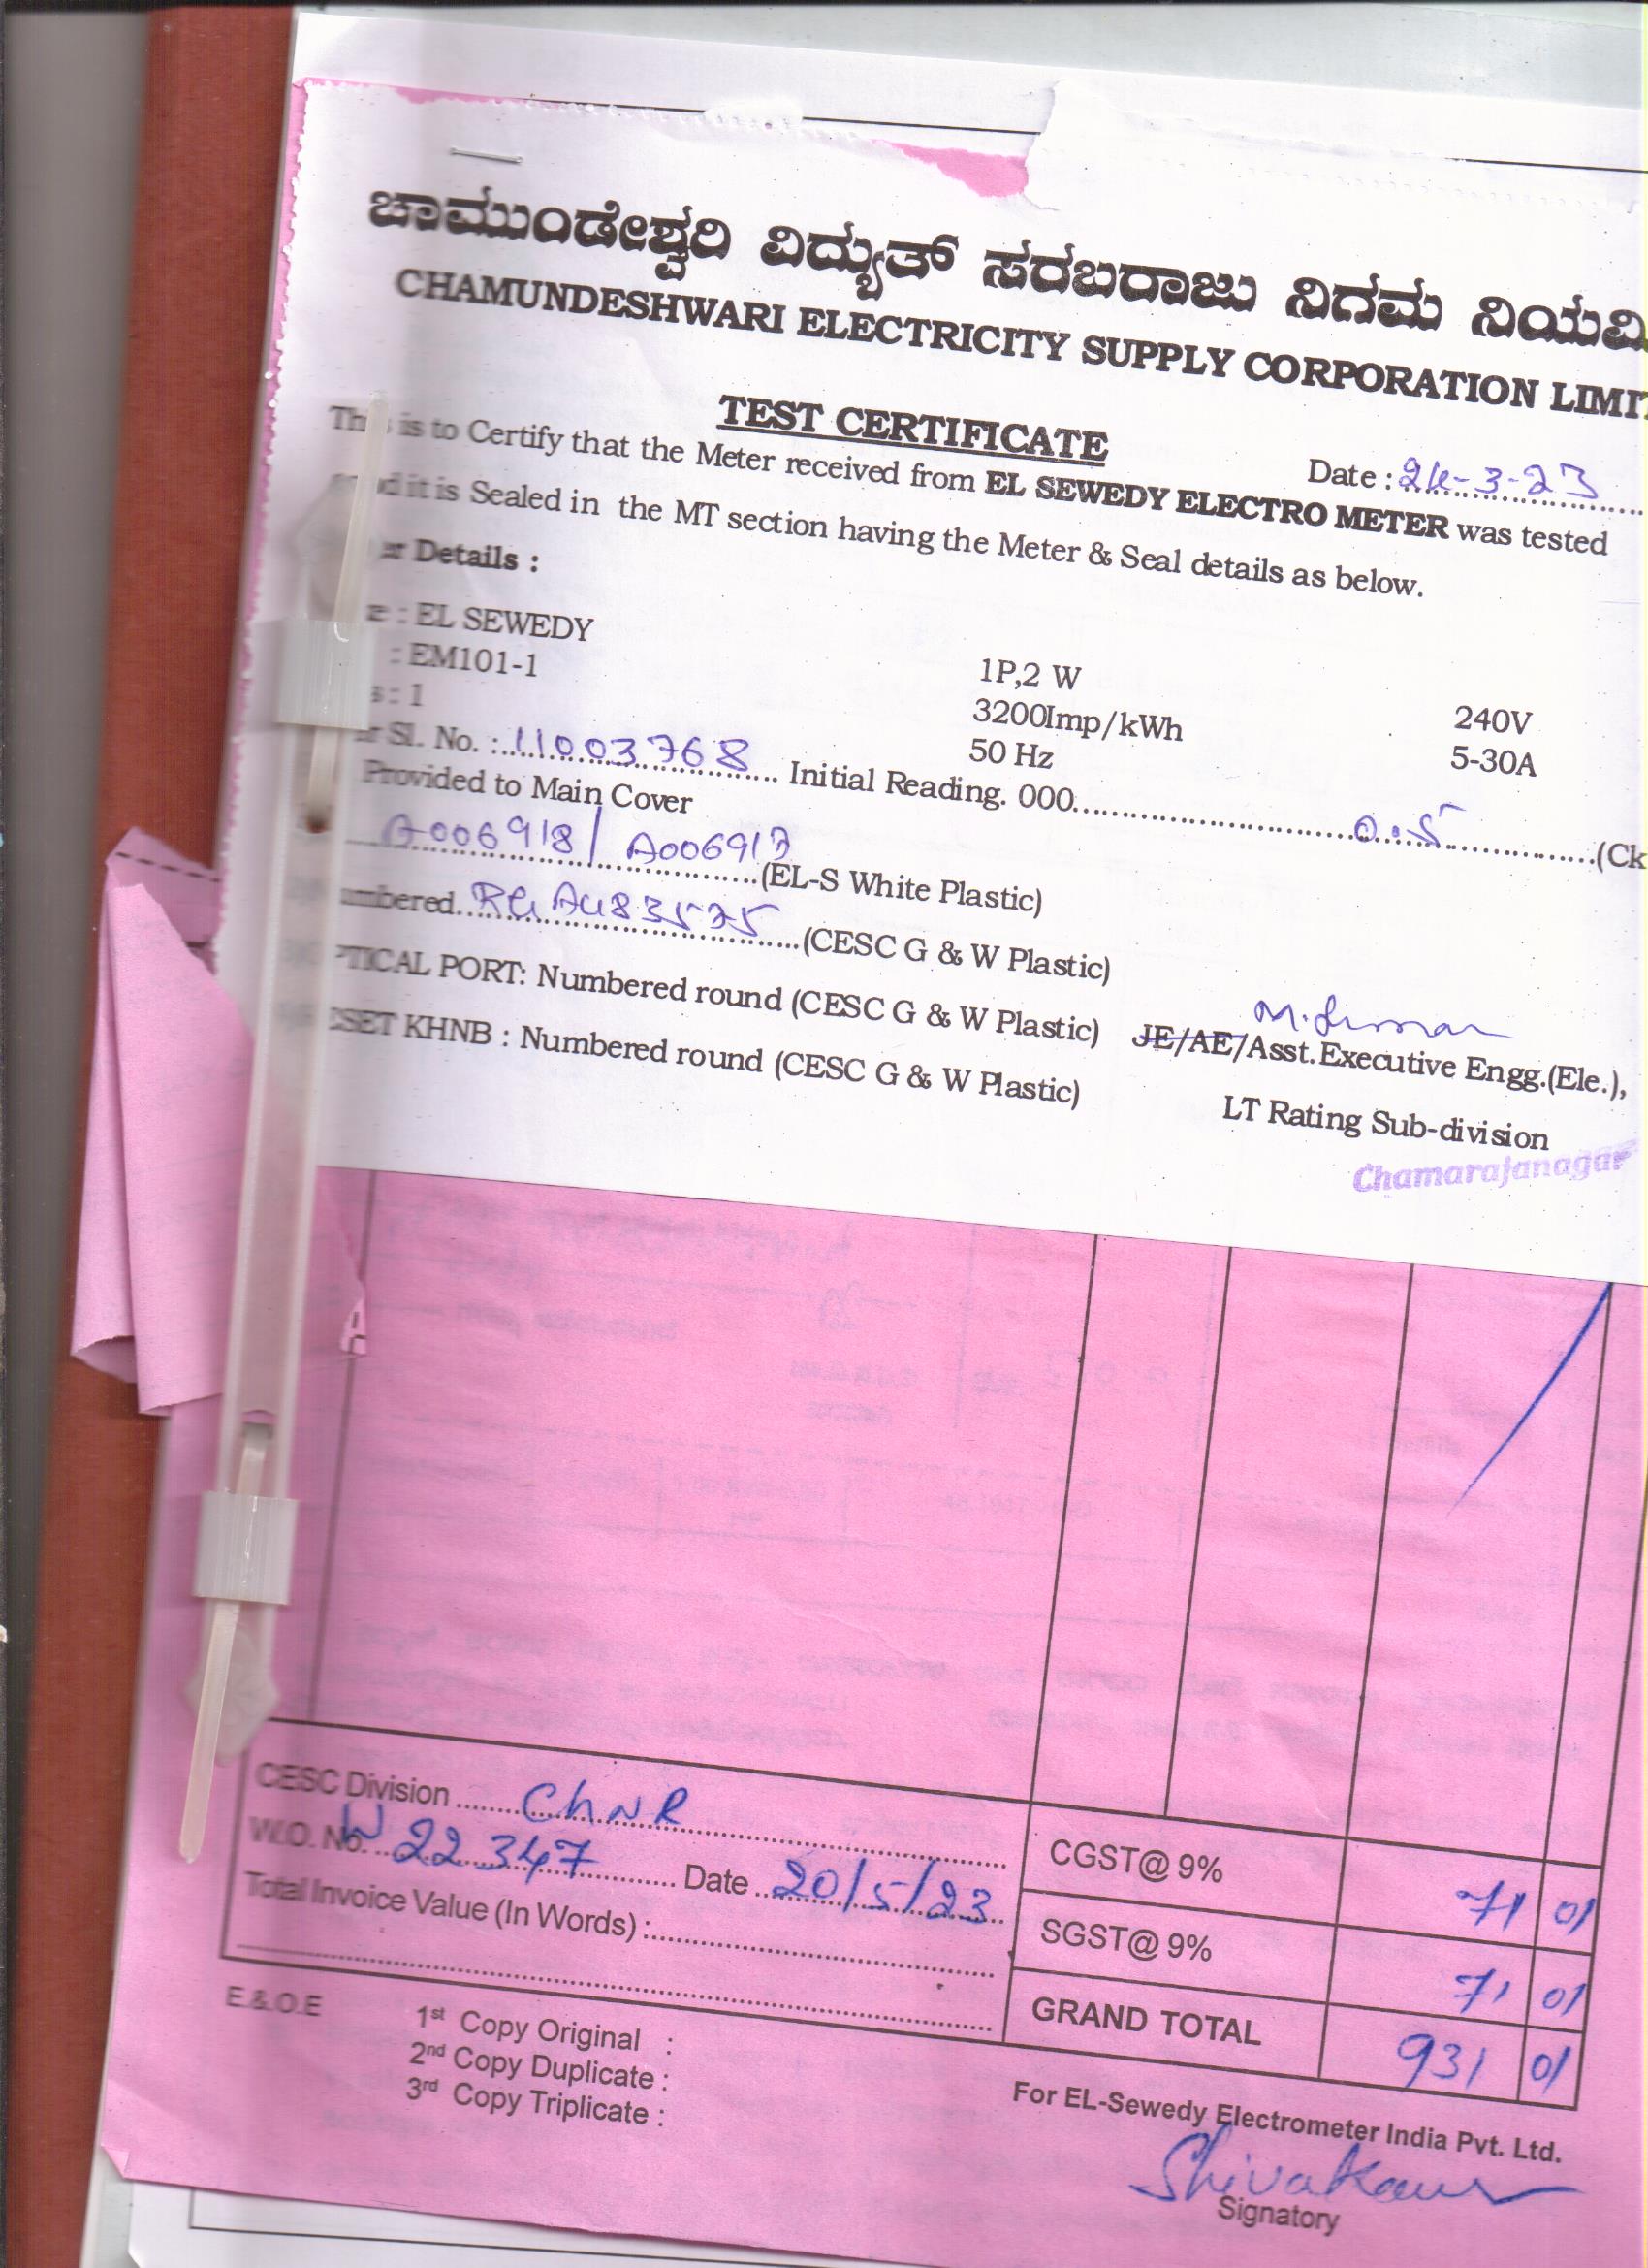 ಚಾಮುಂಡೇಶ್ವರಿ ವಿದ್ಯುತ್ ಸರಬರಾಜು ನಿಗಮ ನಿಯಮಿ
CHAMUNDESHWARI ELECTRICITY SUPPLY CORPORATION LIMIT
TEST CERTIFICATE
Date : 24-3-23
This is to Certify that the Meter received from EL SEWEDY ELECTRO METER was tested
it is Sealed in the MT section having the Meter & Seal details as below.
Details :
: EL SEWEDY
: EM101-1 1P,2 W 240V
: 1 3200Imp/kWh 5-30A
Sl. No. : 11003768 50 Hz
Initial Reading. 000 0.5 (Ck
Provided to Main Cover
A006918 / A006917 (EL-S White Plastic)
umbered (CESC G & W Plastic)
PTICAL PORT: Numbered round (CESC G & W Plastic)
ESET KHNB : Numbered round (CESC G & W Plastic)
JE/AE/Asst.Executive Engg.(Ele.),
LT Rating Sub-division
Chamarajanagar
CESC Division ChNR
W.O. No. W 22347 Date 20/5/23
Total Invoice Value (In Words) :
CGST@ 9% 71 01
SGST@ 9% 71 01
GRAND TOTAL 931 01
E.&.O.E
1st Copy Original :
2nd Copy Duplicate :
3rd Copy Triplicate :
For EL-Sewedy Electrometer India Pvt. Ltd.
Signatory